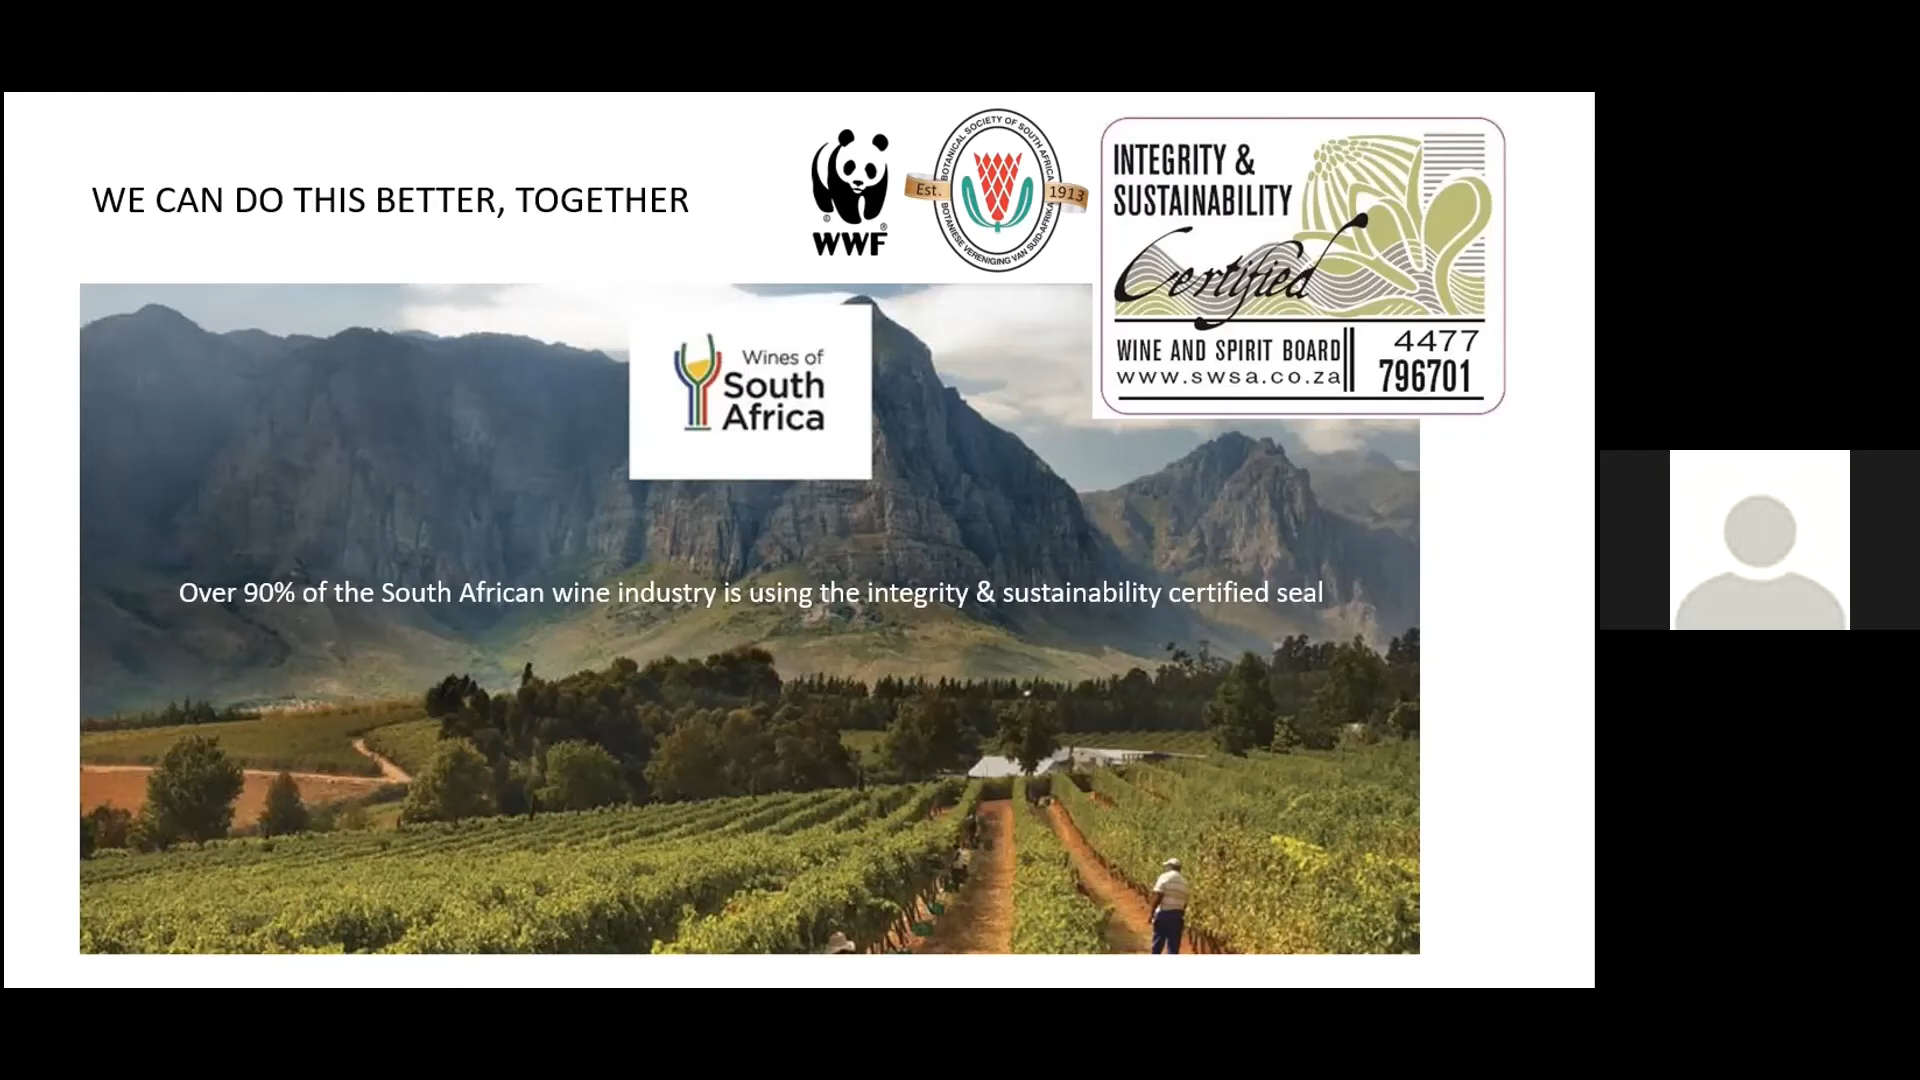 WE CAN DO THIS BETTER, TOGETHER
©
®
WWF
BOTANICAL SOCIETY OF SOUTH AFRICA
Est. 1913
BOTANIESE VERENIGING VAN SUID-AFRIKA
INTEGRITY &
SUSTAINABILITY
Certified
WINE AND SPIRIT BOARD
www.swsa.co.za
4477
796701
Wines of
South
Africa
Over 90% of the South African wine industry is using the integrity & sustainability certified seal